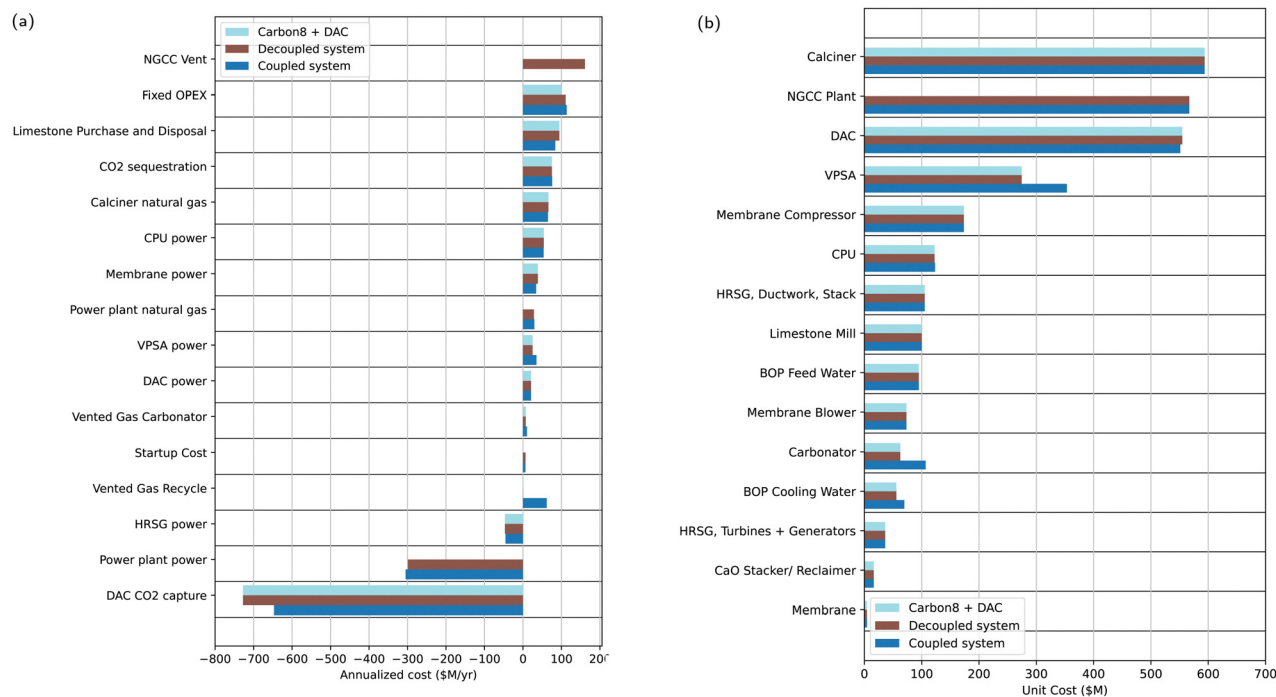 (a)
Carbon8 + DAC
Decoupled system
Coupled system
NGCC Vent
Fixed OPEX
Limestone Purchase and Disposal
CO2 sequestration
Calciner natural gas
CPU power
Membrane power
Power plant natural gas
VPSA power
DAC power
Vented Gas Carbonator
Startup Cost
Vented Gas Recycle
HRSG power
Power plant power
DAC CO2 capture
−800 −700 −600 −500 −400 −300 −200 −100 0 100 200
Annualized cost ($M/yr)
(b)
Calciner
NGCC Plant
DAC
VPSA
Membrane Compressor
CPU
HRSG, Ductwork, Stack
Limestone Mill
BOP Feed Water
Membrane Blower
Carbonator
BOP Cooling Water
HRSG, Turbines + Generators
CaO Stacker/ Reclaimer
Membrane
Carbon8 + DAC
Decoupled system
Coupled system
0 100 200 300 400 500 600 700
Unit Cost ($M)